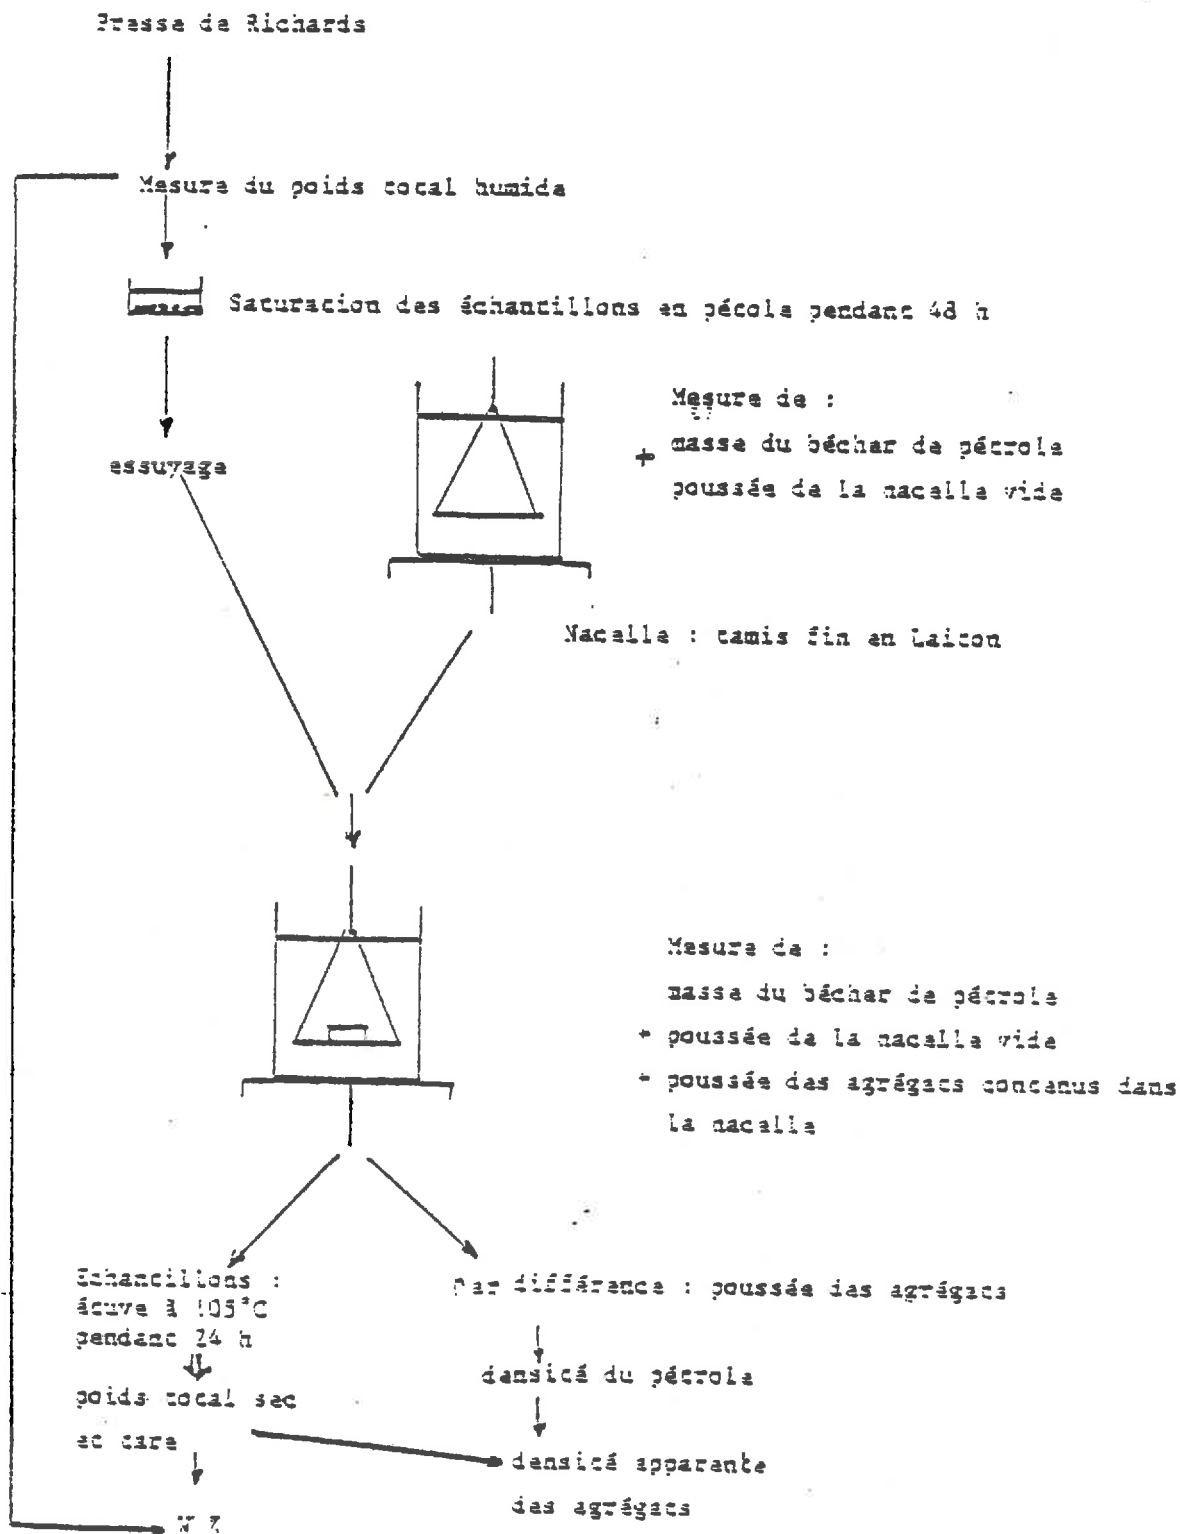 Presse de Richards
Mesure du poids total humide
Saturation des échantillons en pétole pendant 48 h
essuyage
Mesure de :
+ masse du béchar de pétrole
poussée de la nacelle vide
Nacelle : tamis fin en Laiton
Mesure de :
masse du béchar de pétrole
+ poussée de la nacelle vide
+ poussée des agrégats contenus dans
la nacelle
Echantillons :
étuve à 105°C
pendant 24 h
poids total sec
et tare
W %
Par différence : poussée des agrégats
densité du pétrole
densité apparente
des agrégats